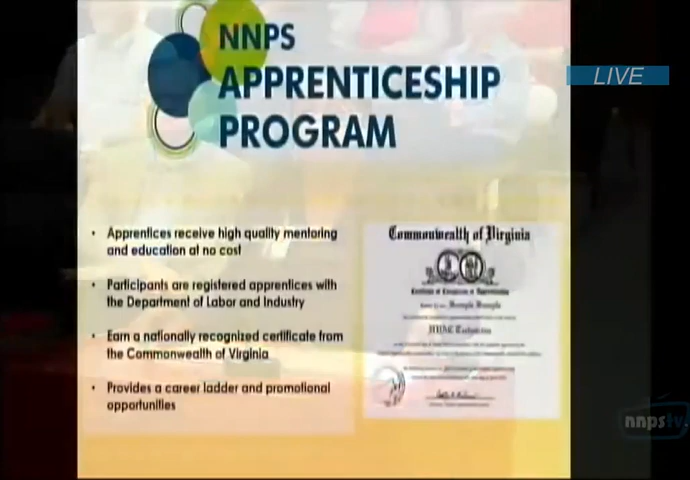 NNPS
APPRENTICESHIP
PROGRAM
LIVE
• Apprentices receive high quality mentoring
and education at no cost
• Participants are registered apprentices with
the Department of Labor and Industry
• Earn a nationally recognized certificate from
the Commonwealth of Virginia
• Provides a career ladder and promotional
opportunities
Commonwealth of Virginia
Certificate of Completion of Apprenticeship
HVAC Technician
nnpstv.